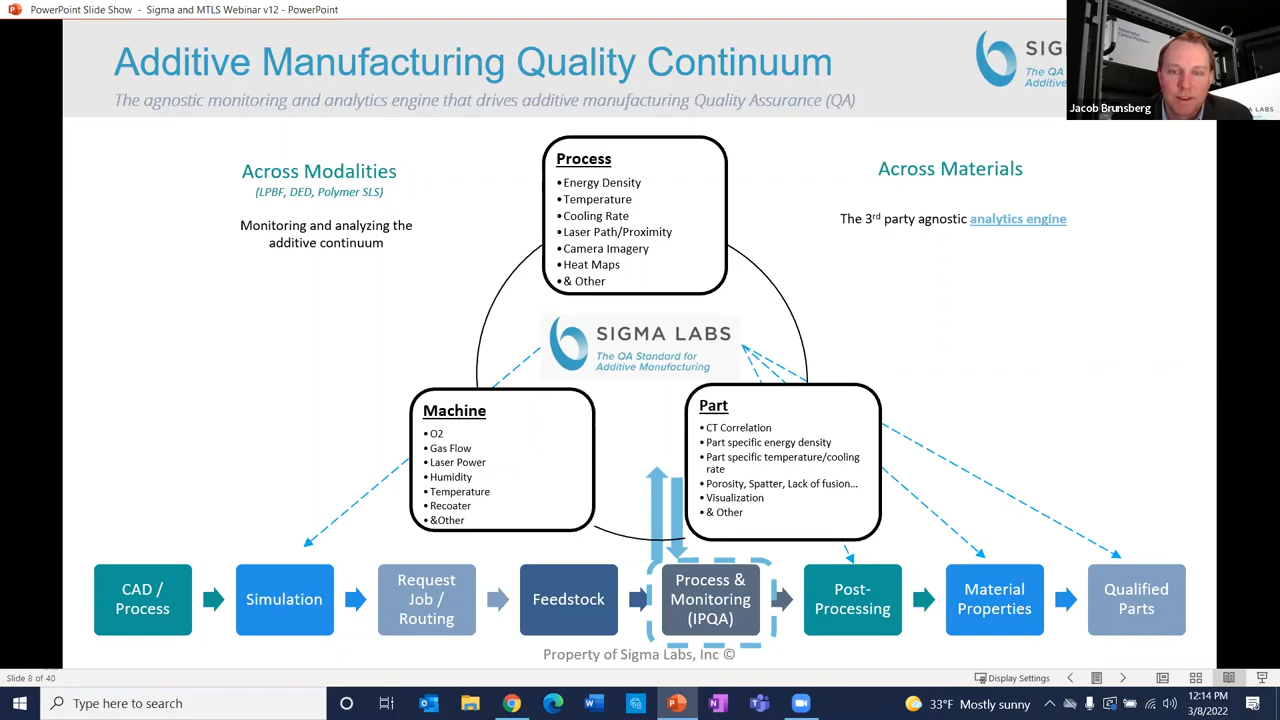 PowerPoint Slide Show - Sigma and MTLS Webinar v12 - PowerPoint
Additive Manufacturing Quality Continuum
The agnostic monitoring and analytics engine that drives additive manufacturing Quality Assurance (QA)
SIGM
The QA
Additive
Jacob Brunsberg
GMA LABS
Across Modalities
(LPBF, DED, Polymer SLS)
Monitoring and analyzing the
additive continuum
Process
•Energy Density
•Temperature
•Cooling Rate
•Laser Path/Proximity
•Camera Imagery
•Heat Maps
•& Other
Across Materials
The 3rd party agnostic analytics engine
SIGMA LABS
The QA Standard for
Additive Manufacturing
Machine
•O2
•Gas Flow
•Laser Power
•Humidity
•Temperature
•Recoater
•&Other
Part
•CT Correlation
•Part specific energy density
•Part specific temperature/cooling
rate
•Porosity, Spatter, Lack of fusion…
•Visualization
•& Other
CAD /
Process
Simulation
Request
Job /
Routing
Feedstock
Process &
Monitoring
(IPQA)
Post-
Processing
Material
Properties
Qualified
Parts
Property of Sigma Labs, Inc ©
Slide 8 of 40
Display Settings
Type here to search
33°F Mostly sunny
12:14 PM
3/8/2022